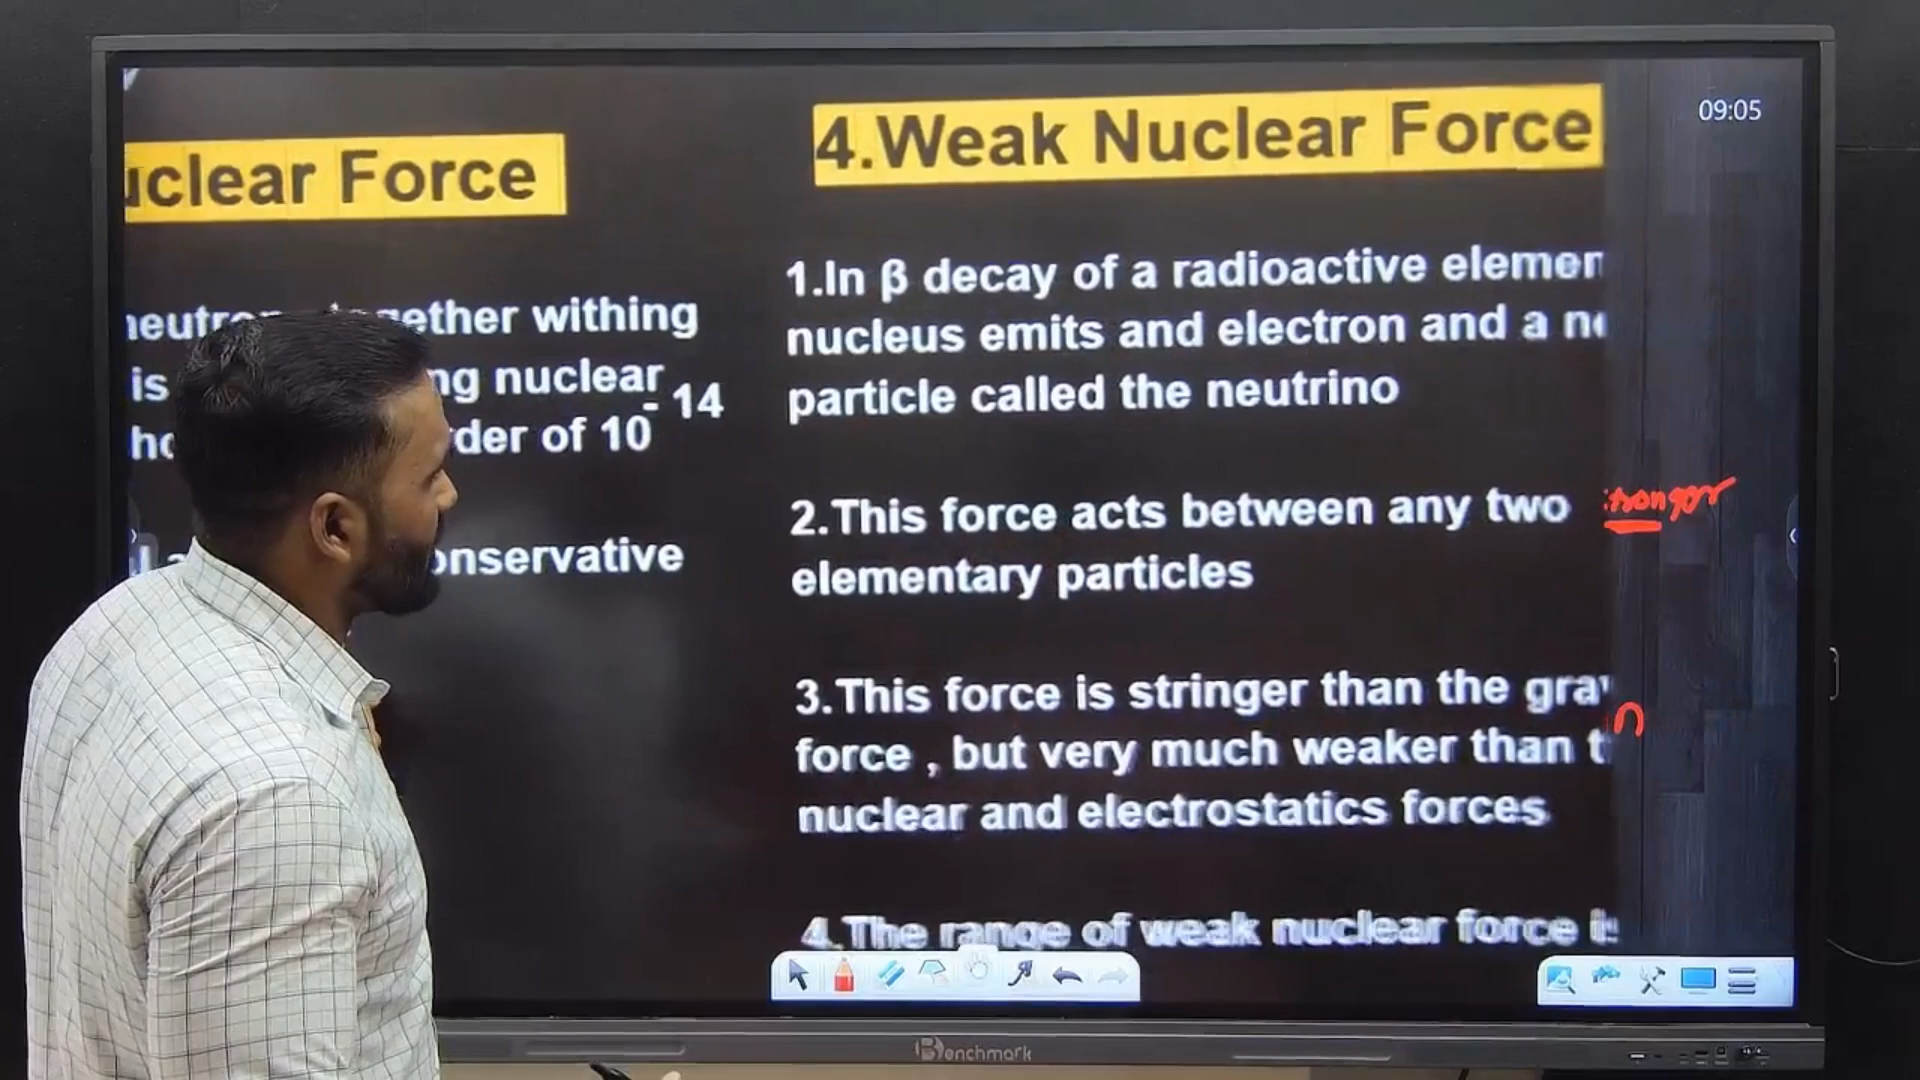 uclear Force
ether withing
is ng nuclear
der of 10 - 14
onservative
4.Weak Nuclear Force
09:05
1.In β decay of a radioactive elemen
nucleus emits and electron and a
particle called the neutrino
2.This force acts between any two
elementary particles
tronger
3.This force is stringer than the gra
n
force , but very much weaker than t
nuclear and electrostatics forces
4.The range of weak nuclear force is
Benchmark